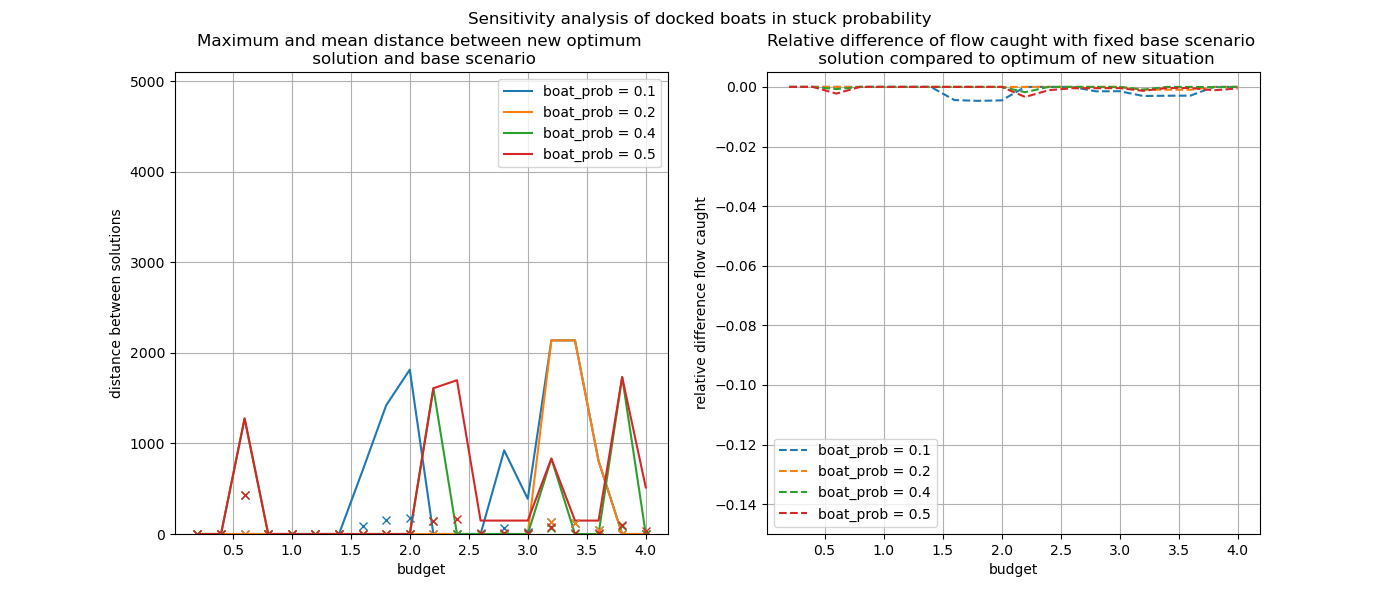 Sensitivity analysis of docked boats in stuck probability
Maximum and mean distance between new optimum
solution and base scenario
5000
4000
3000
2000
1000
0
distance between solutions
boat_prob = 0.1
boat_prob = 0.2
boat_prob = 0.4
boat_prob = 0.5
0.5 1.0 1.5 2.0 2.5 3.0 3.5 4.0
budget
Relative difference of flow caught with fixed base scenario
solution compared to optimum of new situation
0.00
−0.02
−0.04
−0.06
−0.08
−0.10
−0.12
−0.14
relative difference flow caught
boat_prob = 0.1
boat_prob = 0.2
boat_prob = 0.4
boat_prob = 0.5
0.5 1.0 1.5 2.0 2.5 3.0 3.5 4.0
budget